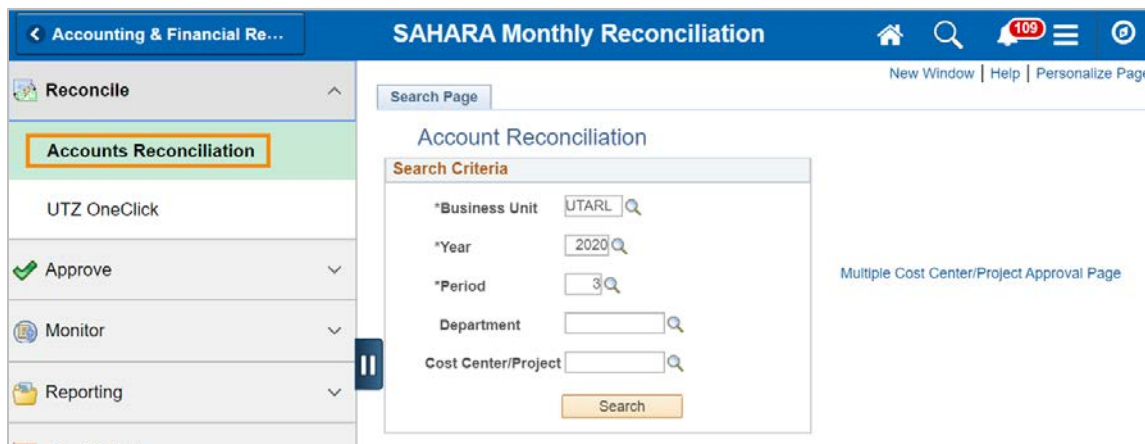 Accounting & Financial Re...
SAHARA Monthly Reconciliation
109
New Window | Help | Personalize Page
Reconcile
Accounts Reconciliation
UTZ OneClick
Approve
Monitor
Reporting
Search Page
Account Reconciliation
Search Criteria
*Business Unit UTARL
*Year 2020
*Period 3
Department
Cost Center/Project
Search
Multiple Cost Center/Project Approval Page